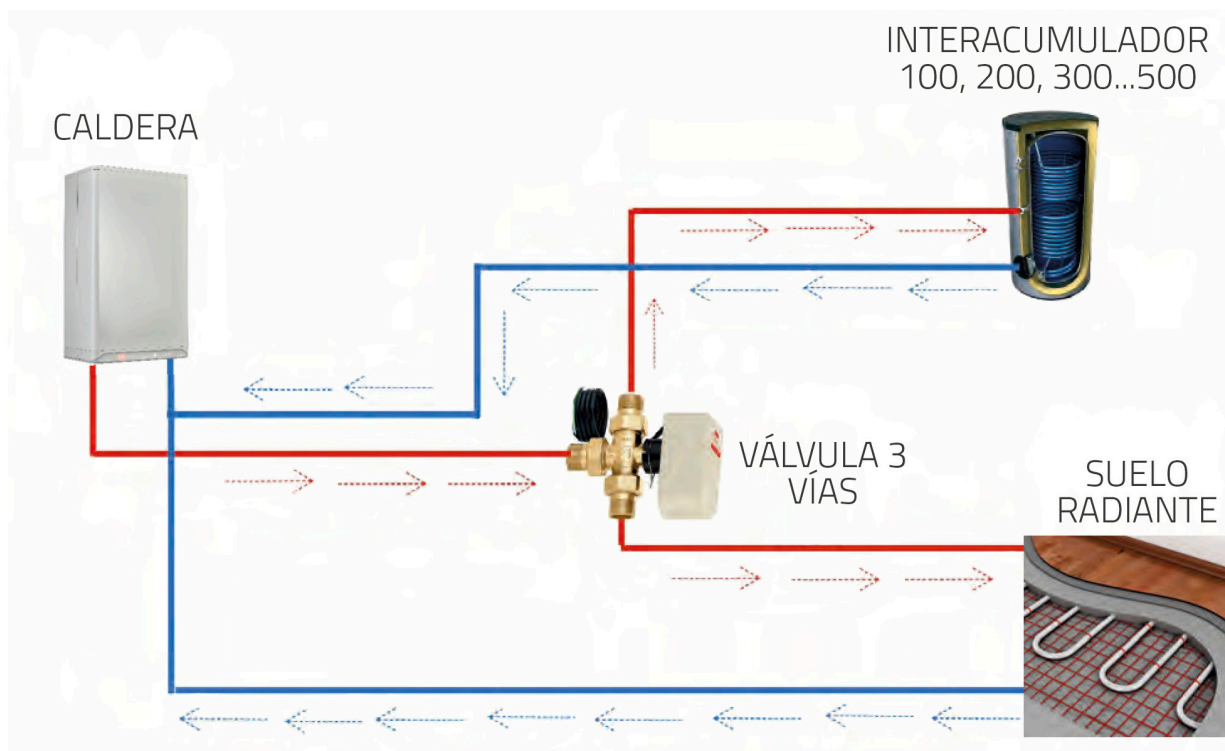 INTERACUMULADOR
100, 200, 300...500
CALDERA
VÁLVULA 3
VÍAS
SUELO
RADIANTE